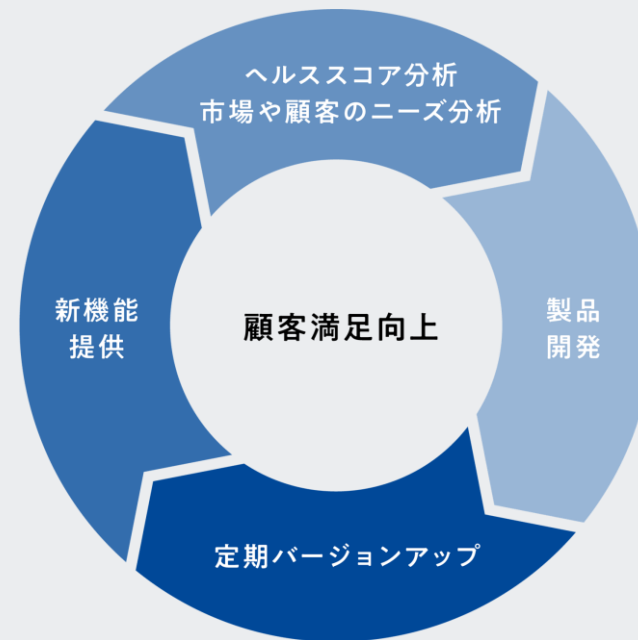 ヘルススコア分析
市場や顧客のニーズ分析
製品
開発
定期バージョンアップ
新機能
提供
顧客満足向上